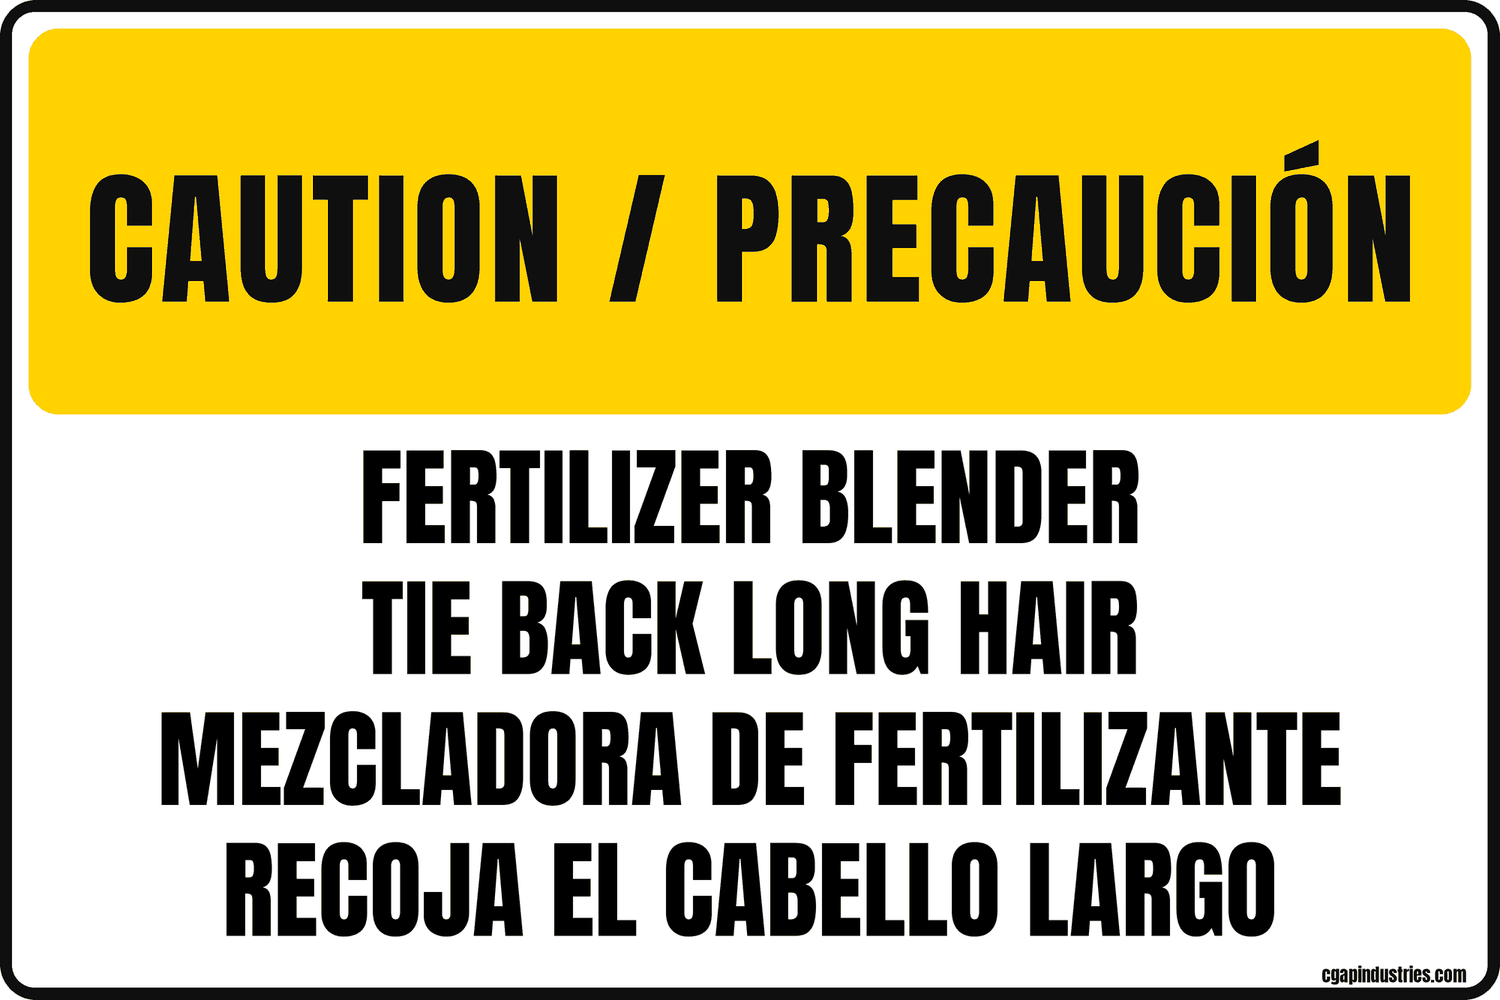 CAUTION / PRECAUCIÓN
FERTILIZER BLENDER
TIE BACK LONG HAIR
MEZCLADORA DE FERTILIZANTE
RECOJA EL CABELLO LARGO
cgapindustries.com